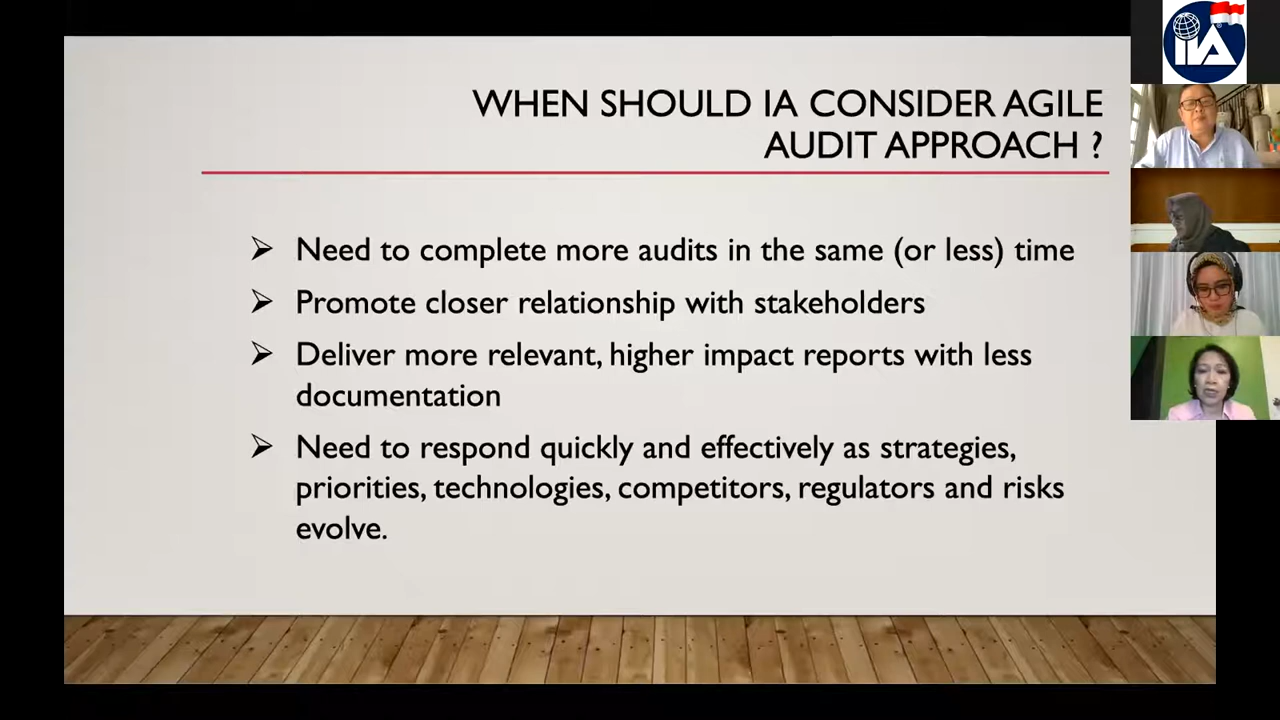 WHEN SHOULD IA CONSIDER AGILE
AUDIT APPROACH ?
➢ Need to complete more audits in the same (or less) time
➢ Promote closer relationship with stakeholders
➢ Deliver more relevant, higher impact reports with less
documentation
➢ Need to respond quickly and effectively as strategies,
priorities, technologies, competitors, regulators and risks
evolve.
IIA